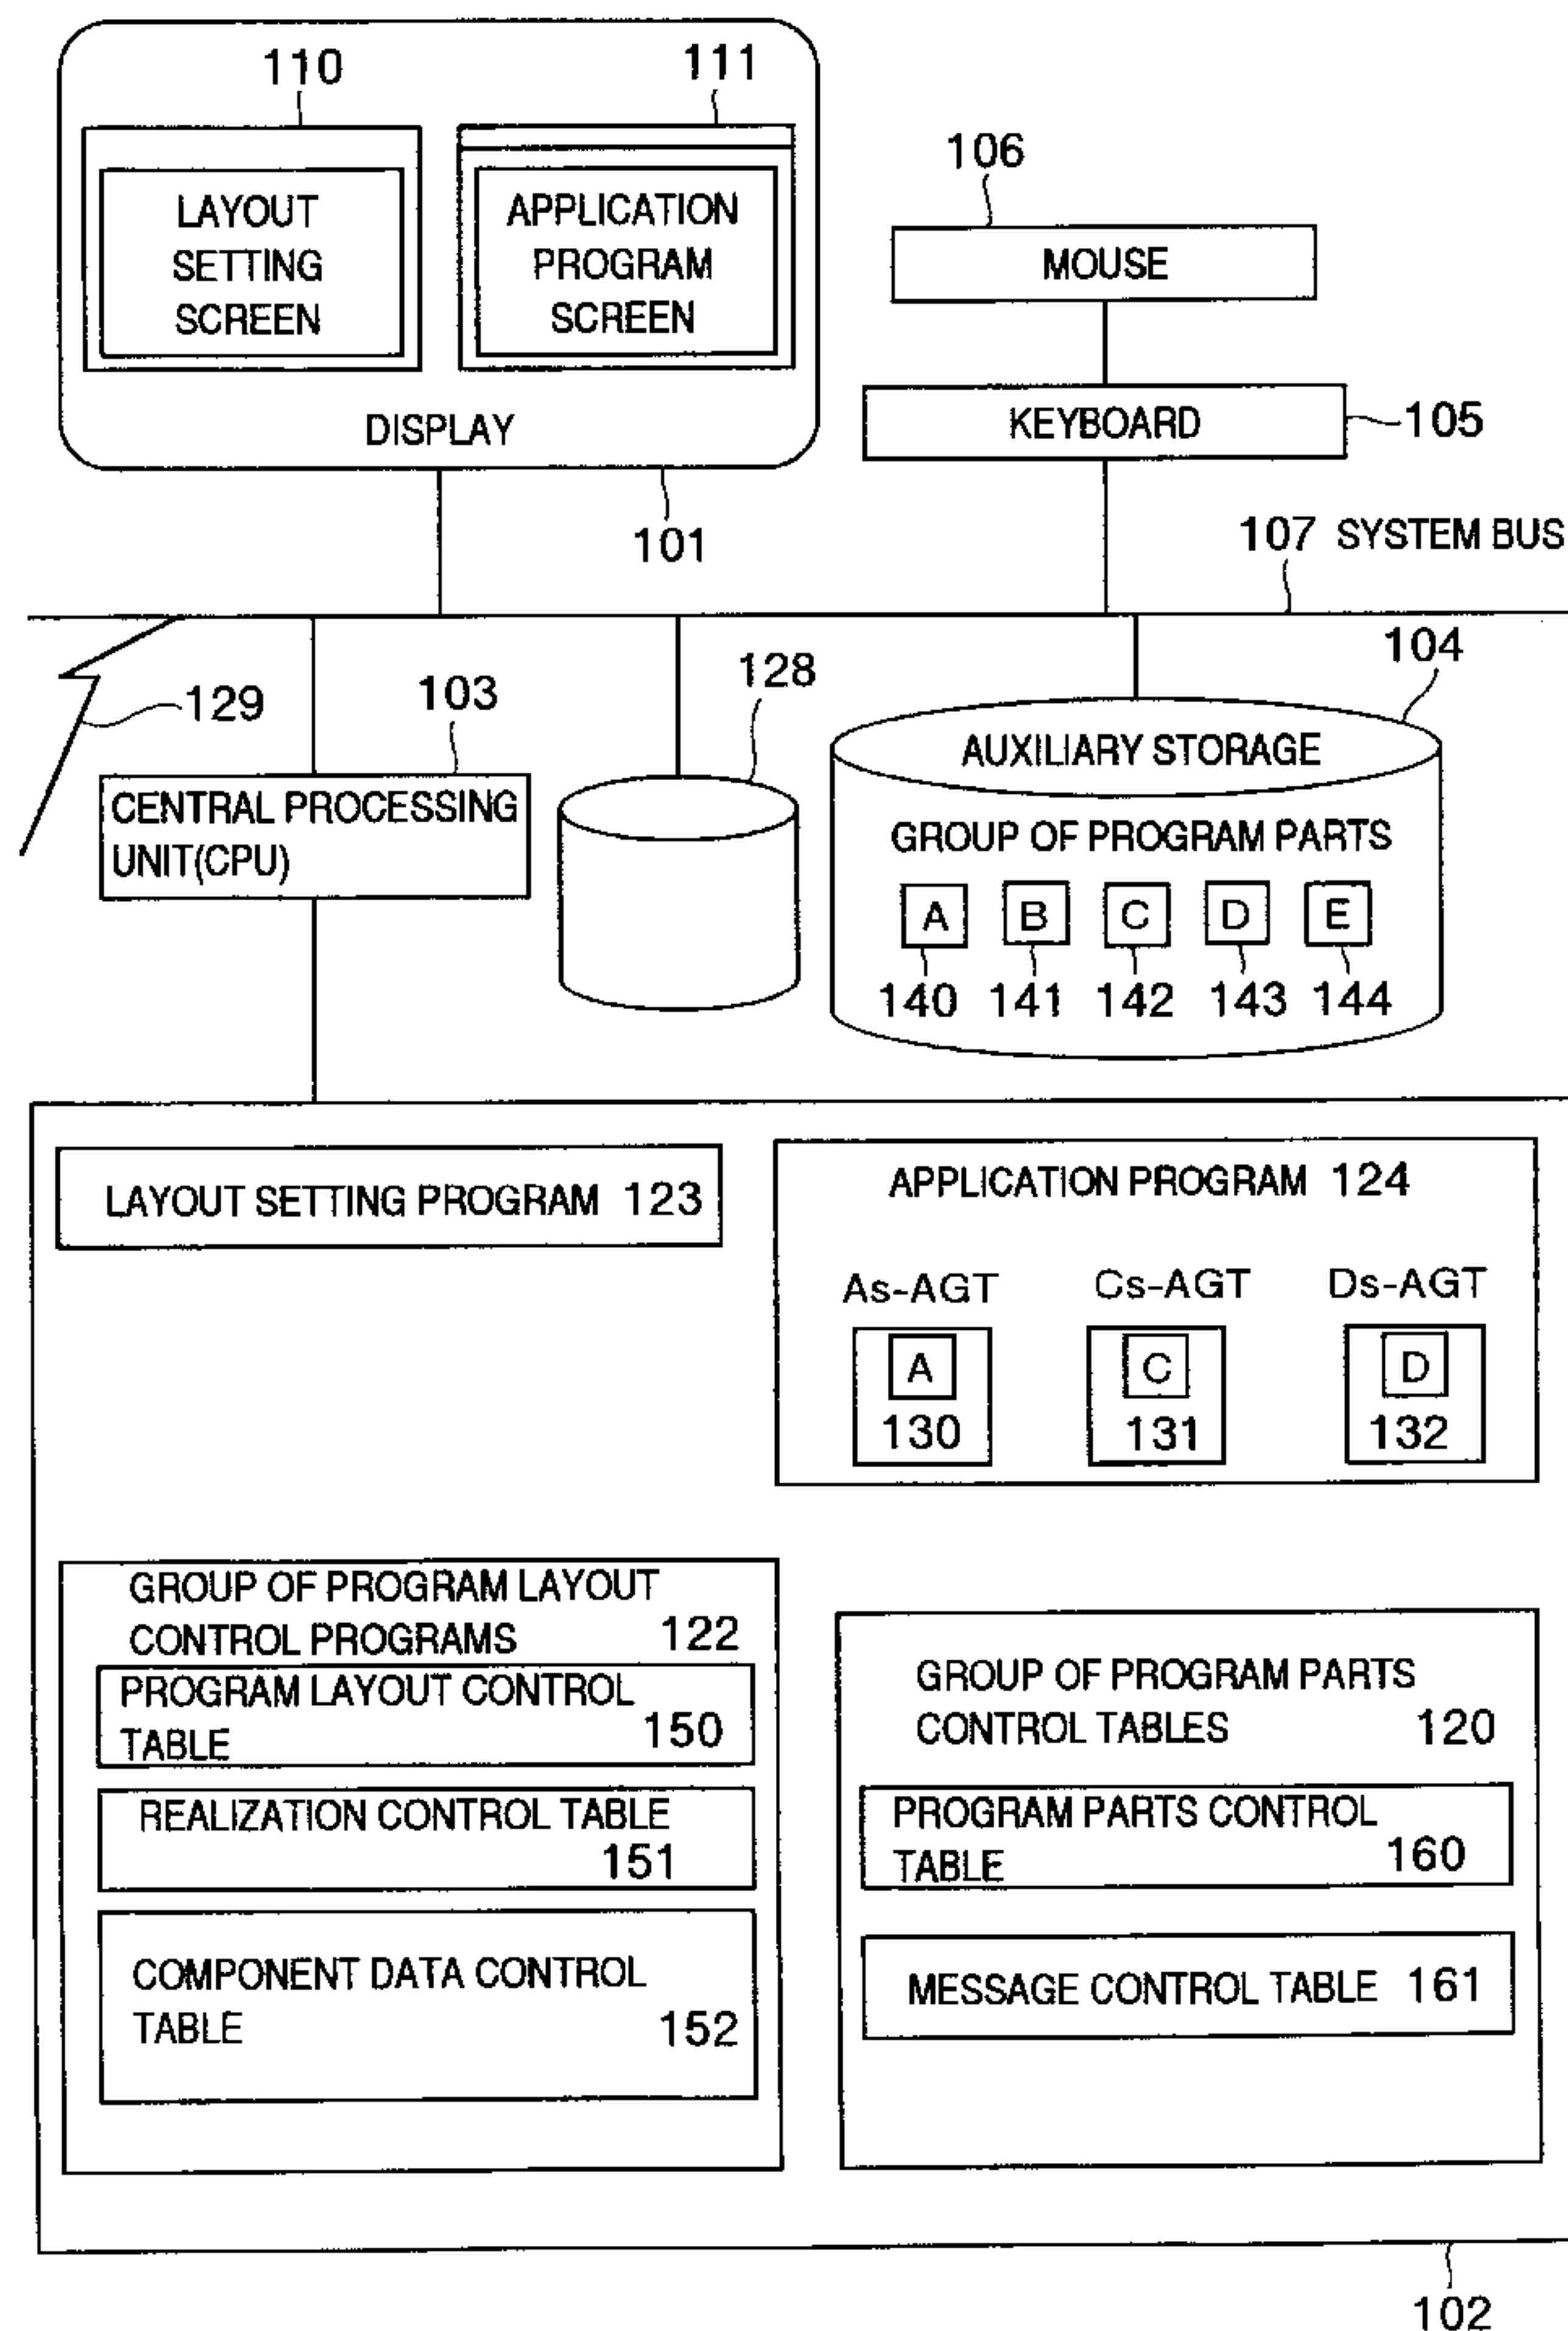 110
111
LAYOUT
SETTING
SCREEN
APPLICATION
PROGRAM
SCREEN
DISPLAY
101
106
MOUSE
KEYBOARD
105
107 SYSTEM BUS
129
103
CENTRAL PROCESSING
UNIT(CPU)
128
104
AUXILIARY STORAGE
GROUP OF PROGRAM PARTS
A B C D E
140 141 142 143 144
LAYOUT SETTING PROGRAM 123
APPLICATION PROGRAM 124
As-AGT Cs-AGT Ds-AGT
A C D
130 131 132
GROUP OF PROGRAM LAYOUT
CONTROL PROGRAMS 122
PROGRAM LAYOUT CONTROL
TABLE 150
REALIZATION CONTROL TABLE
151
COMPONENT DATA CONTROL
TABLE 152
GROUP OF PROGRAM PARTS
CONTROL TABLES 120
PROGRAM PARTS CONTROL
TABLE 160
MESSAGE CONTROL TABLE 161
102